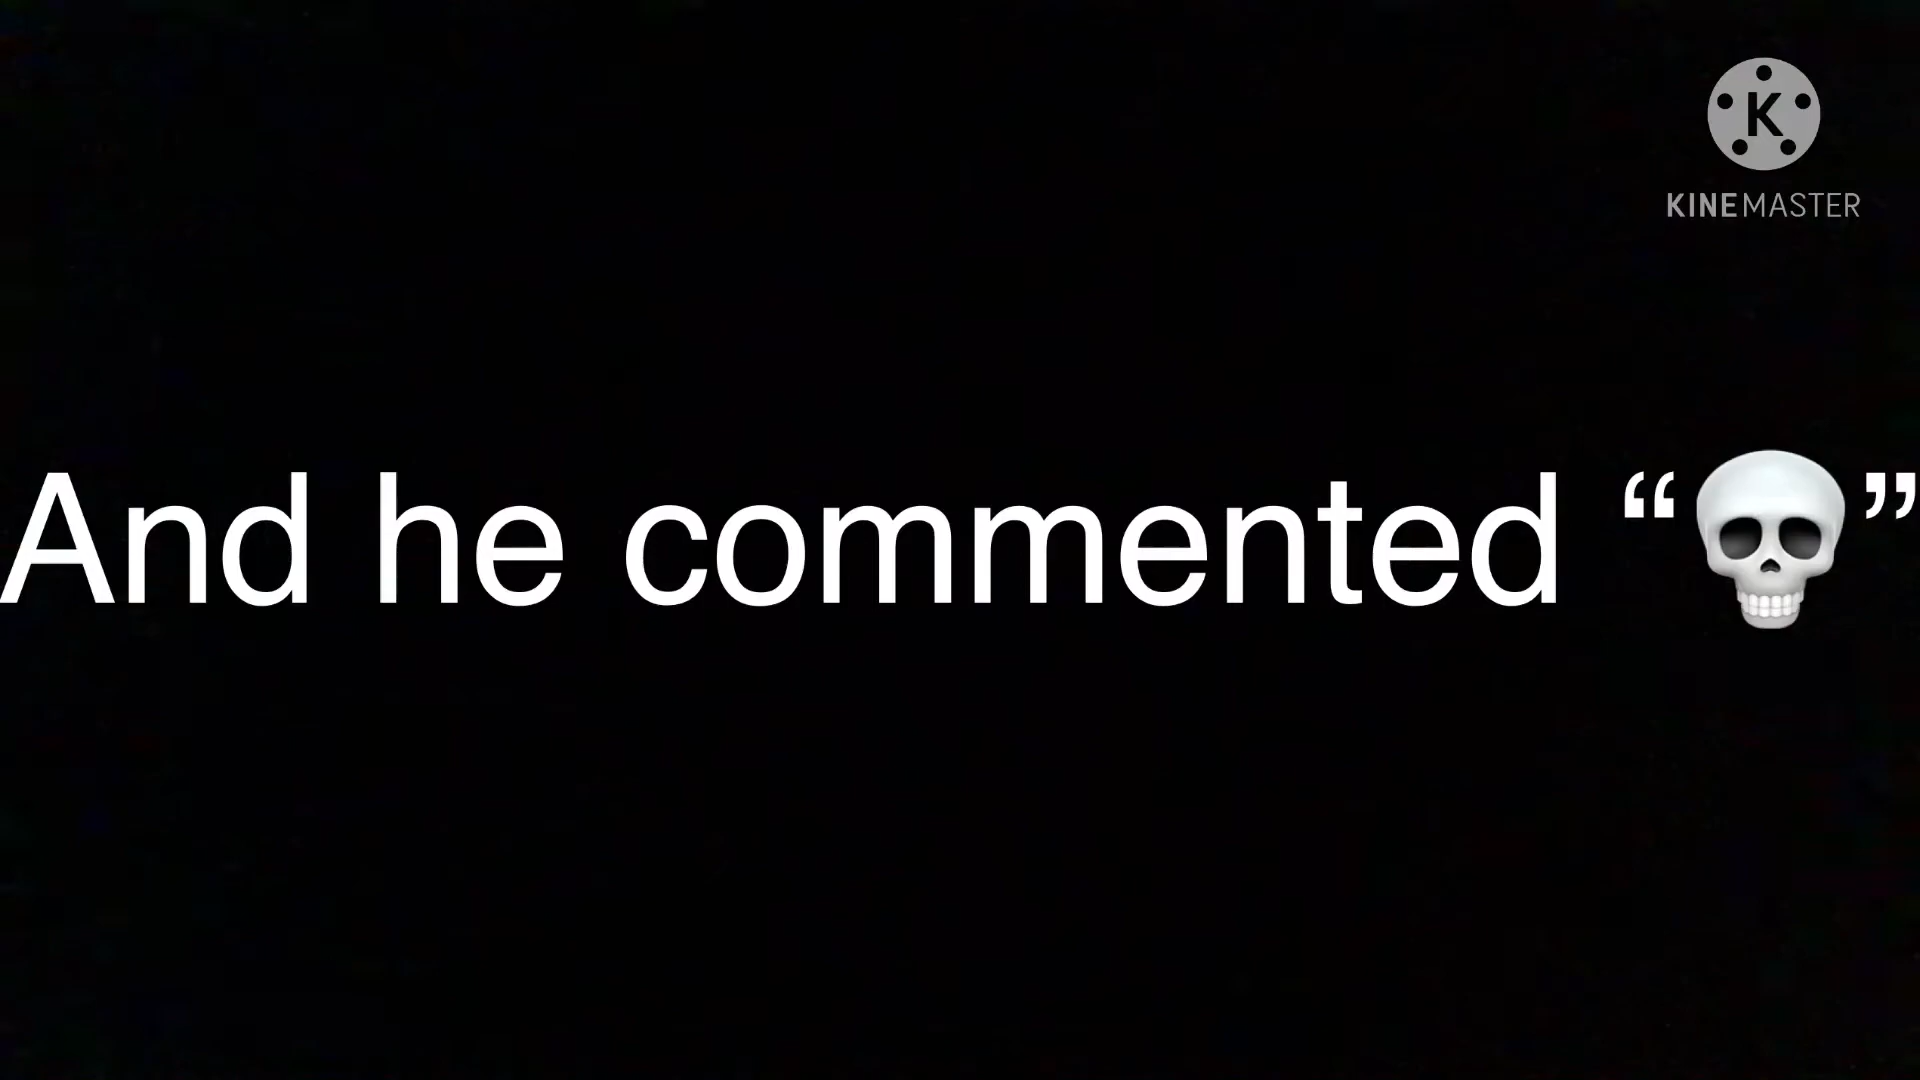 K
KINEMASTER
And he commented “💀”